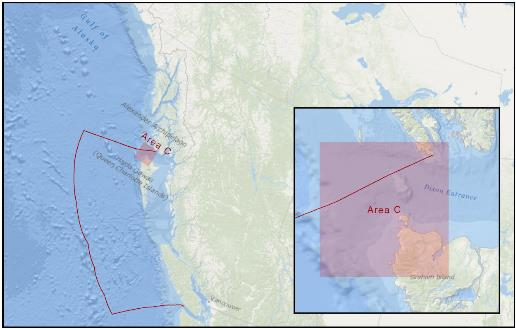 Gulf of
Alaska
Alexander Archipelago
Area C
Haida Gwaii
(Queen Charlotte Islands)
Vancouver
Dixon Entrance
Area C
Graham Island